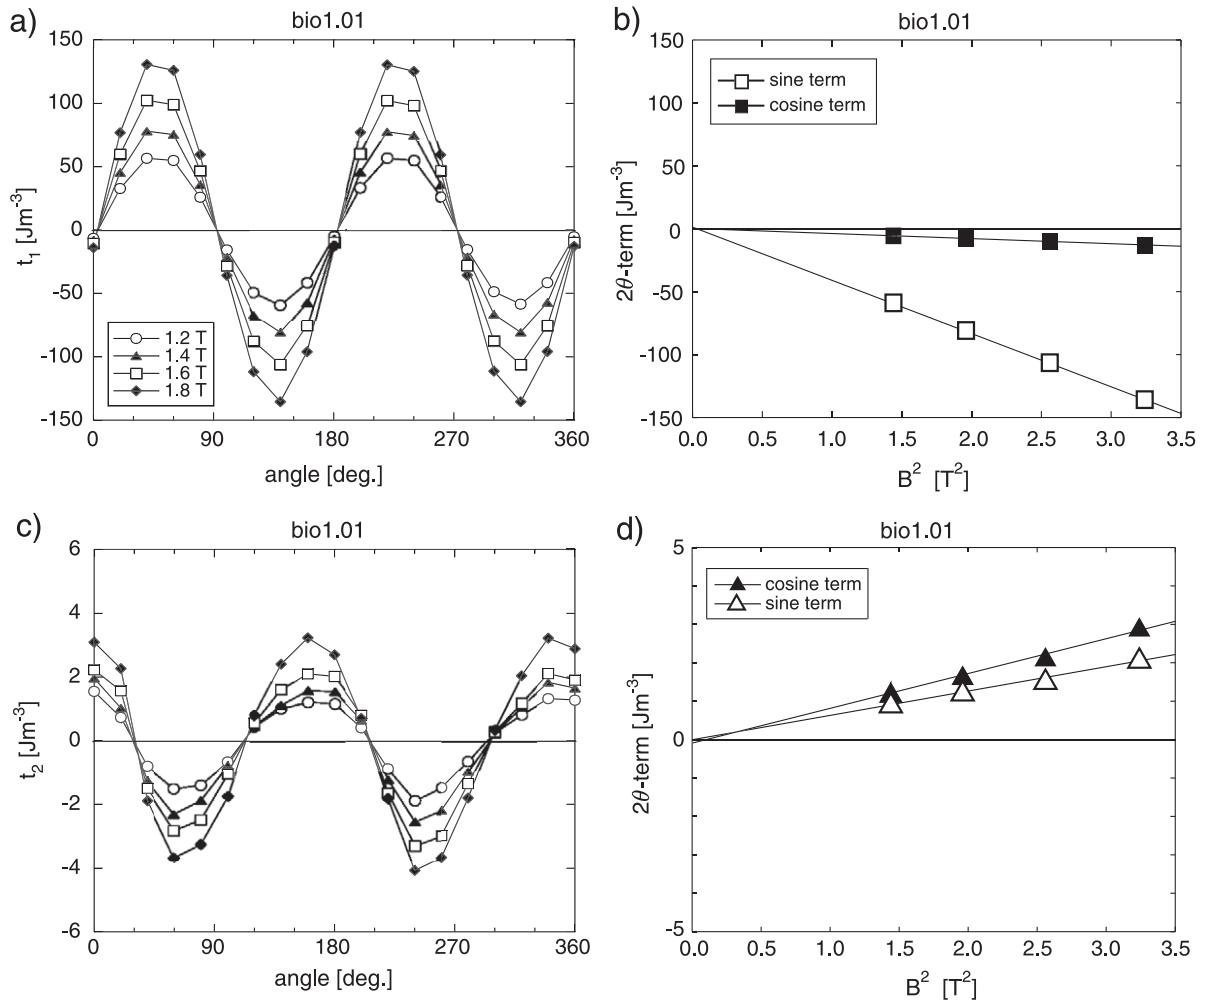 a)
bio1.01
150
100
50
0
-50
-100
-150
t1 [Jm-3]
1.2 T
1.4 T
1.6 T
1.8 T
0 90 180 270 360
angle [deg.]
b)
bio1.01
150
100
50
0
-50
-100
-150
2θ-term [Jm-3]
sine term
cosine term
0.0 0.5 1.0 1.5 2.0 2.5 3.0 3.5
B2 [T2]
c)
bio1.01
6
4
2
0
-2
-4
-6
t2 [Jm-3]
0 90 180 270 360
angle [deg.]
d)
bio1.01
5
0
-5
2θ-term [Jm-3]
cosine term
sine term
0.0 0.5 1.0 1.5 2.0 2.5 3.0 3.5
B2 [T2]